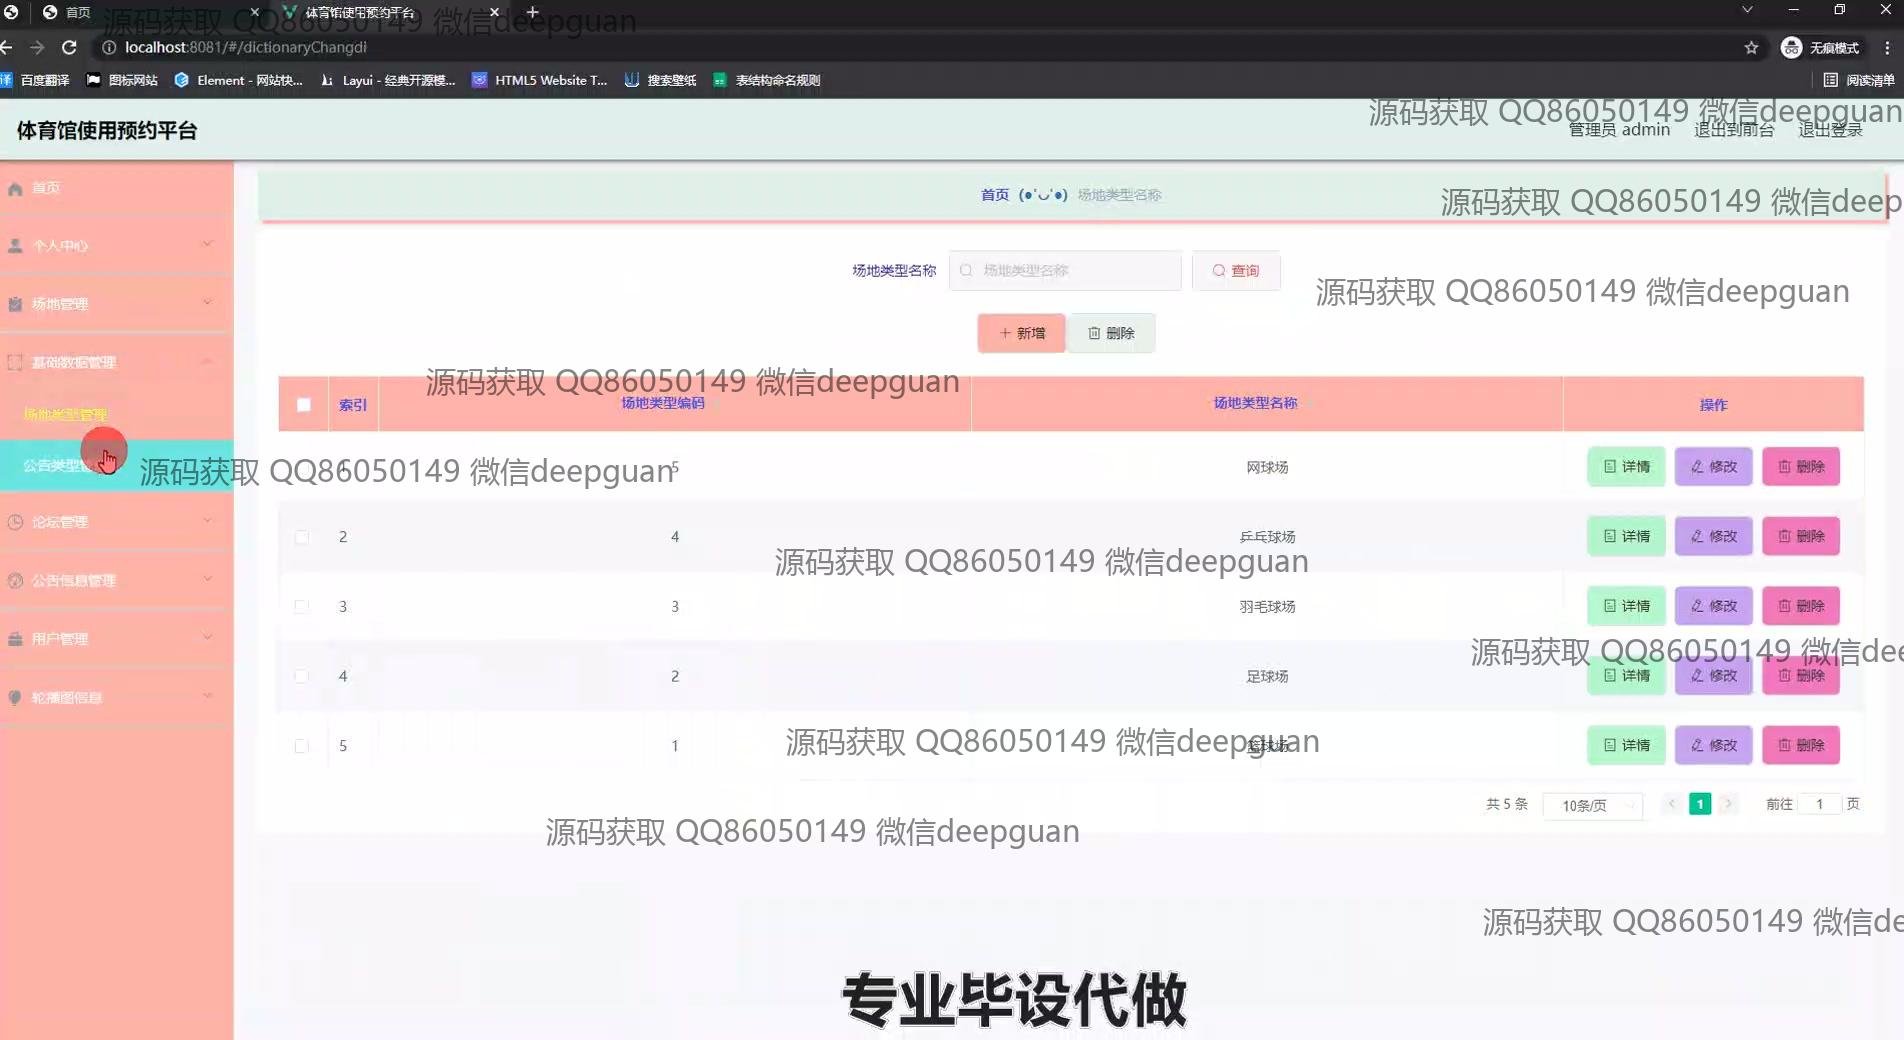 首页
体育馆使用预约平台
源码获取 QQ86050149 微信deepguan
localhost:8081/#/dictionaryChangdi
无痕模式
百度翻译 图标网站 Element - 网站快... Layui - 经典开源模... HTML5 Website T... 搜索壁纸 表结构命名规则 阅读清单
源码获取 QQ86050149 微信deepguan
体育馆使用预约平台
管理员 admin 退出到前台 退出登录
首页
首页 (●'◡'●) 场地类型名称
源码获取 QQ86050149 微信deep
个人中心
场地类型名称 场地类型名称 查询
源码获取 QQ86050149 微信deepguan
场地管理
新增 删除
基础数据管理
源码获取 QQ86050149 微信deepguan
索引 场地类型编码 场地类型名称 操作
场地类型管理
公告类型
源码获取 QQ86050149 微信deepguan
1 5 网球场 详情 修改 删除
论坛管理
2 4 乒乓球场 详情 修改 删除
源码获取 QQ86050149 微信deepguan
公告信息管理
3 3 羽毛球场 详情 修改 删除
用户管理
源码获取 QQ86050149 微信dee
4 2 足球场 详情 修改 删除
轮播图信息
5 1 篮球场 详情 修改 删除
源码获取 QQ86050149 微信deepguan
共 5 条 10条/页 1 前往 1 页
源码获取 QQ86050149 微信deepguan
源码获取 QQ86050149 微信de
专业毕设代做